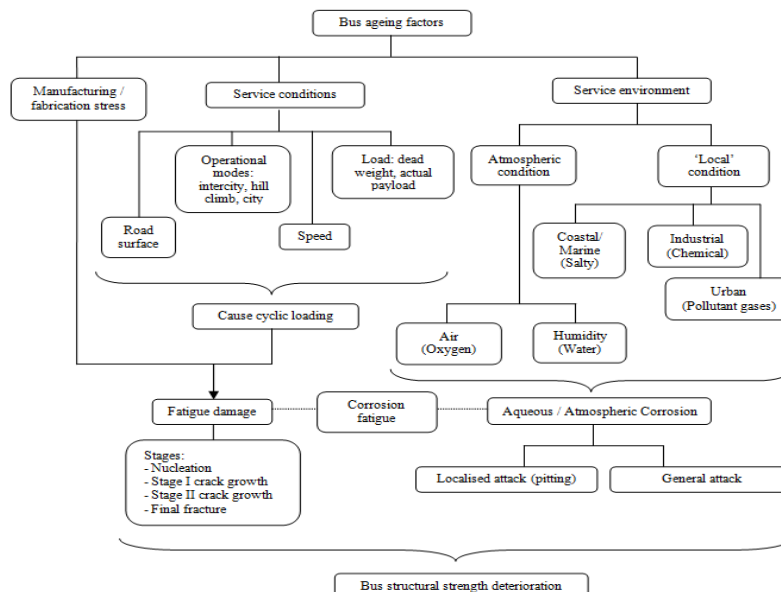 Bus ageing factors
Manufacturing /
fabrication stress
Service conditions
Service environment
Operational
modes:
intercity, hill
climb, city
Load: dead
weight, actual
payload
Atmospheric
condition
‘Local’
condition
Road
surface
Speed
Coastal/
Marine
(Salty)
Industrial
(Chemical)
Urban
(Pollutant gases)
Cause cyclic loading
Air
(Oxygen)
Humidity
(Water)
Fatigue damage
Corrosion
fatigue
Aqueous / Atmospheric Corrosion
Stages:
- Nucleation
- Stage I crack growth
- Stage II crack growth
- Final fracture
Localised attack (pitting)
General attack
Bus structural strength deterioration